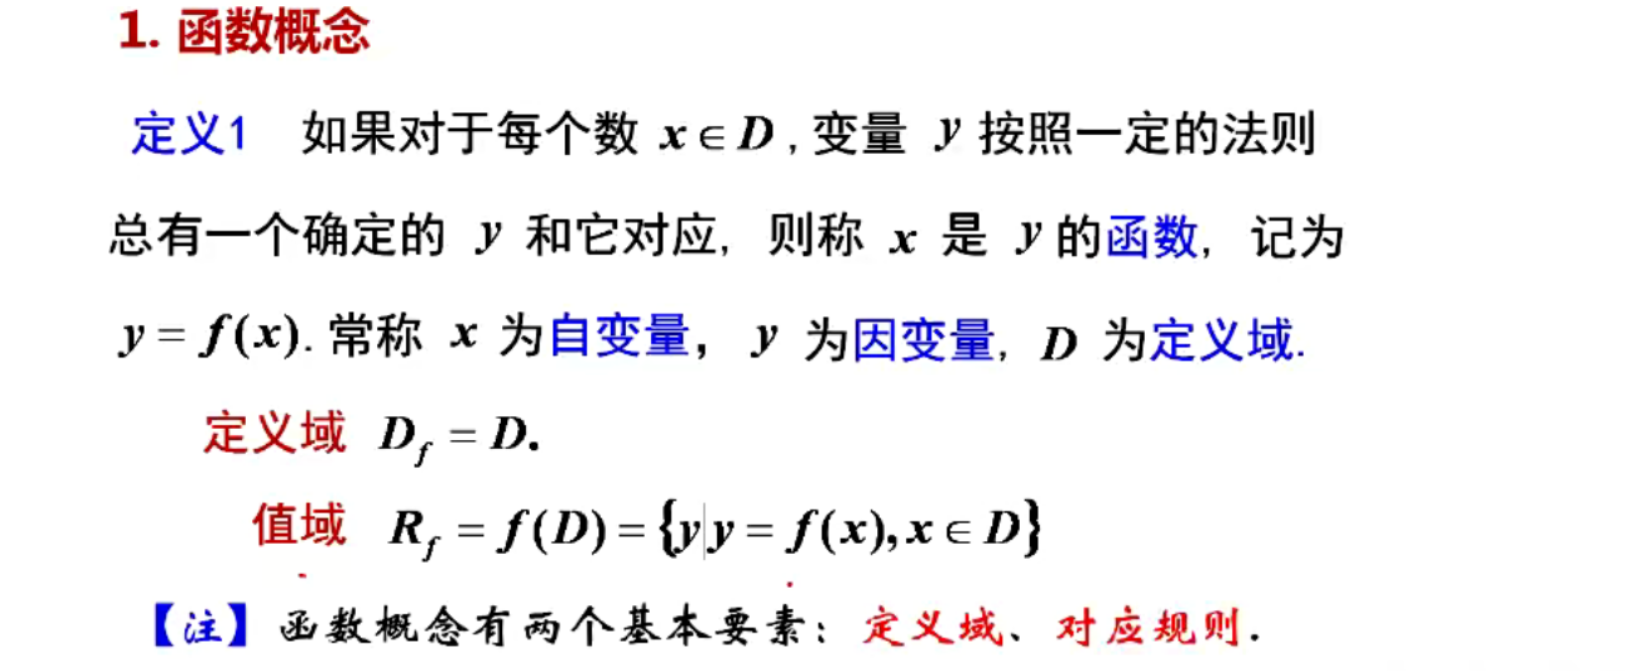 1. 函数概念
定义1 如果对于每个数 x∈D,变量 y 按照一定的法则
总有一个确定的 y 和它对应, 则称 x 是 y 的函数, 记为
y = f(x). 常称 x 为自变量, y 为因变量, D 为定义域.
定义域 D_f = D.
值域 R_f = f(D) = {y|y = f(x), x∈D}
【注】函数概念有两个基本要素: 定义域、对应规则.